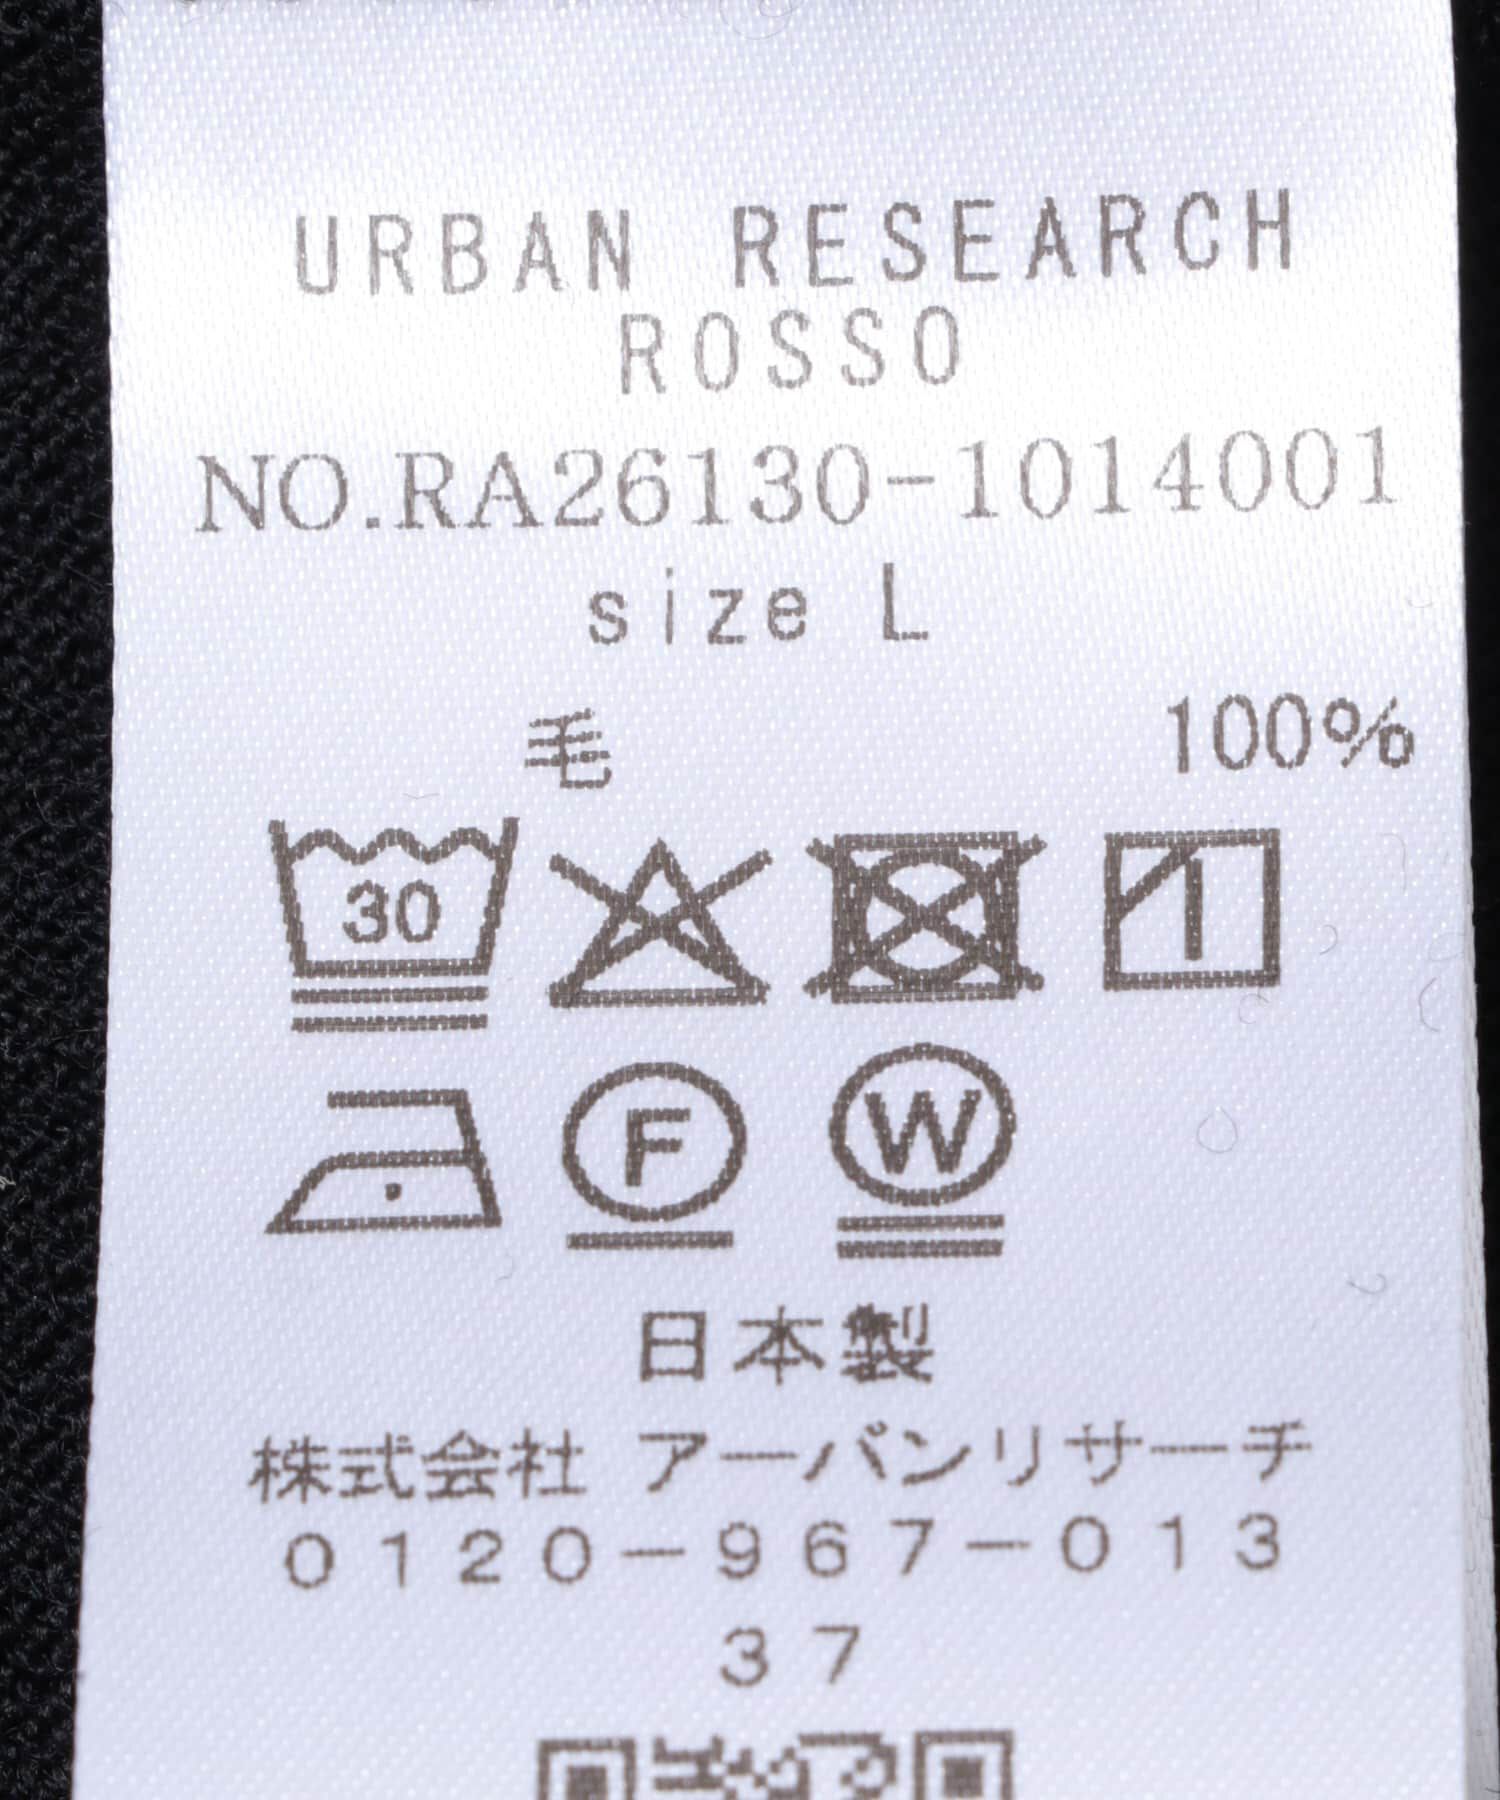 URBAN RESEARCH
ROSSO
NO.RA26130-1014001
size L
毛 100%
30
F W
日本製
株式会社 アーバンリサーチ
0120-967-013
37